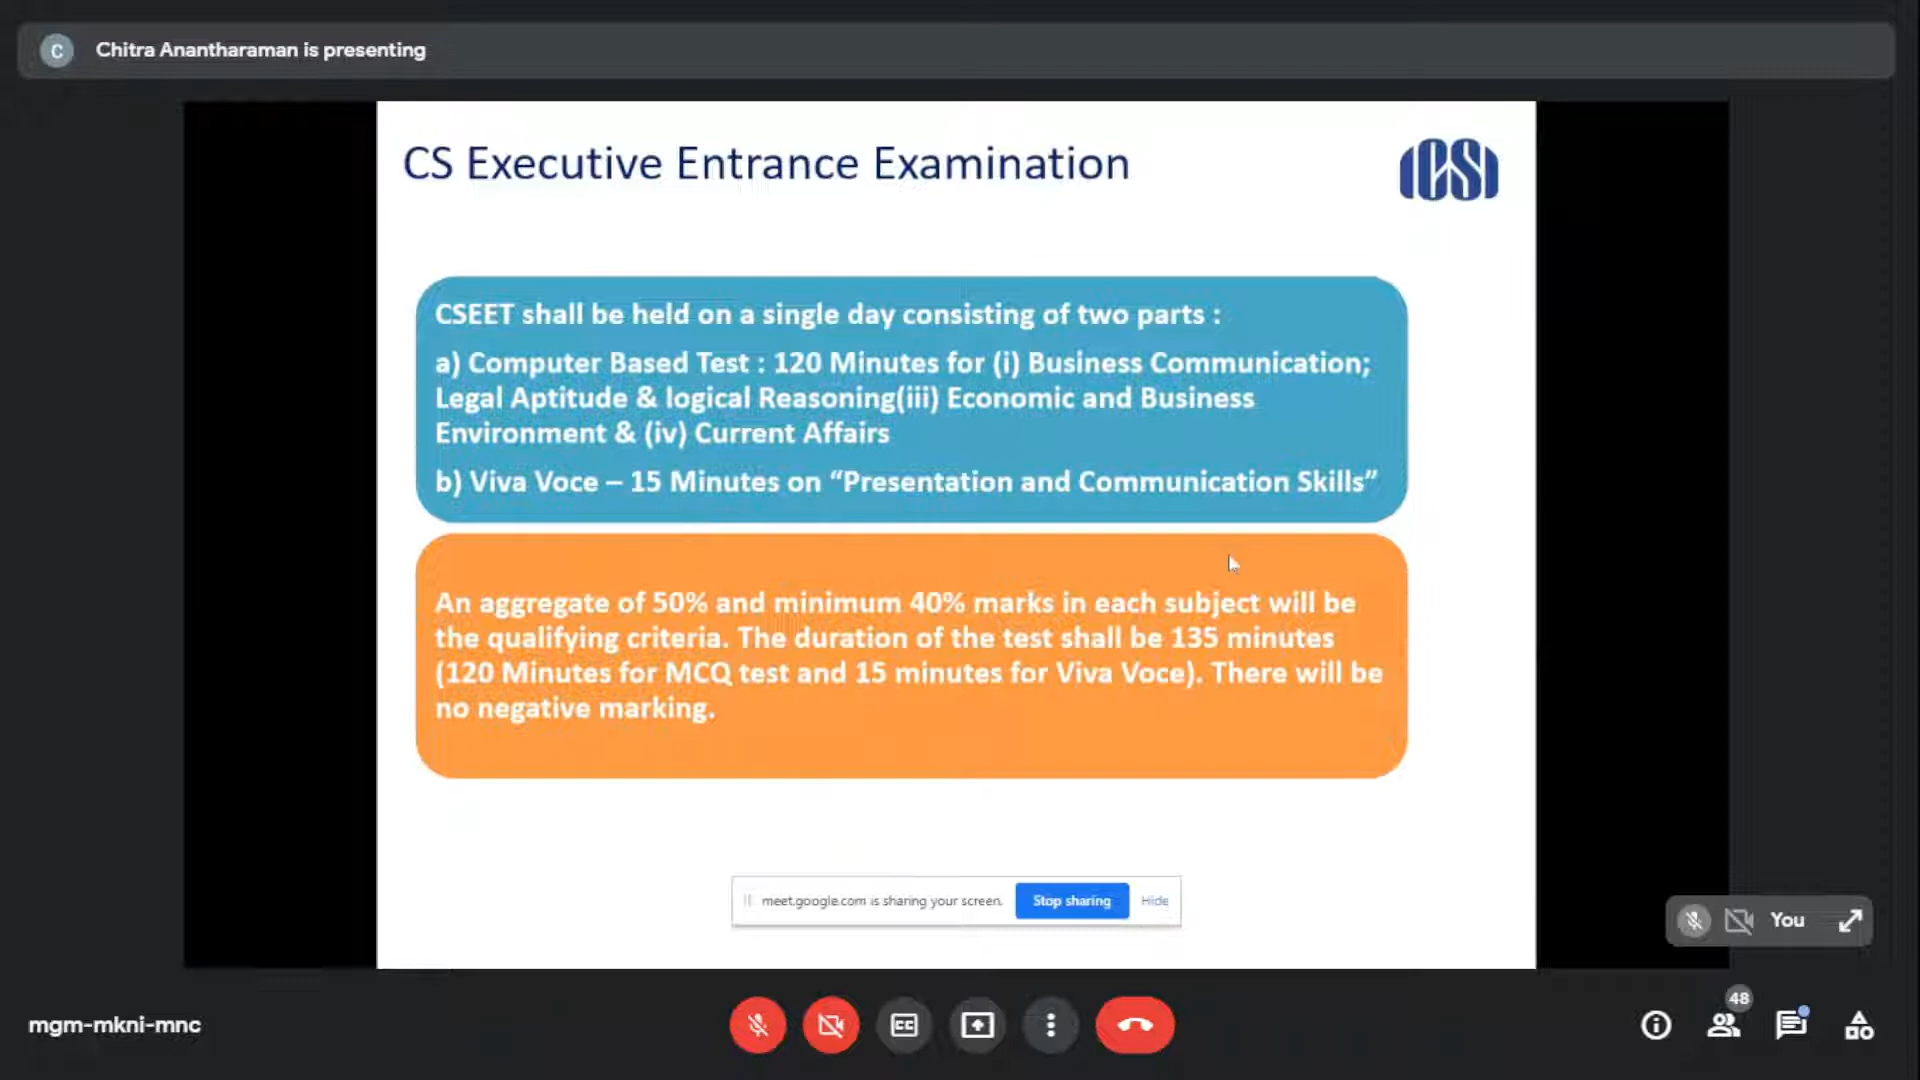 C
Chitra Anantharaman is presenting
CS Executive Entrance Examination
ICSI
CSEET shall be held on a single day consisting of two parts :
a) Computer Based Test : 120 Minutes for (i) Business Communication;
Legal Aptitude & logical Reasoning(iii) Economic and Business
Environment & (iv) Current Affairs
b) Viva Voce – 15 Minutes on “Presentation and Communication Skills”
An aggregate of 50% and minimum 40% marks in each subject will be
the qualifying criteria. The duration of the test shall be 135 minutes
(120 Minutes for MCQ test and 15 minutes for Viva Voce). There will be
no negative marking.
meet.google.com is sharing your screen. Stop sharing Hide
You
mgm-mkni-mnc
CC
48